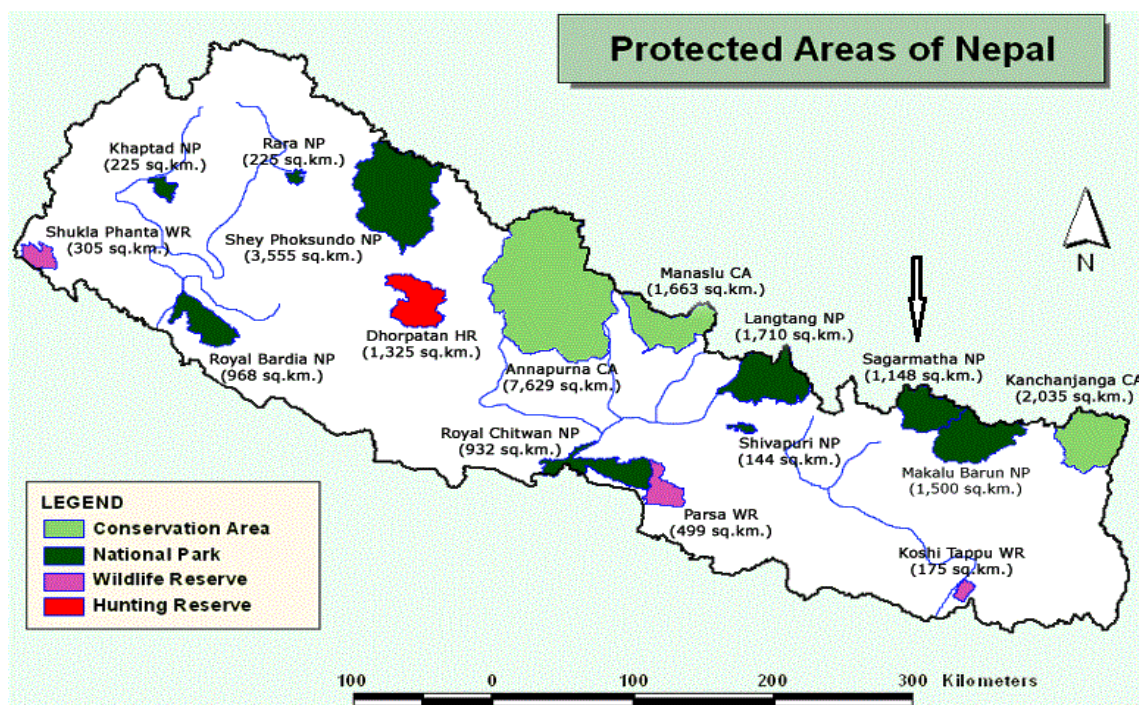 Protected Areas of Nepal
Khaptad NP
(225 sq.km.)
Rara NP
(225 sq.km.)
Shukla Phanta WR
(305 sq.km.)
Shey Phoksundo NP
(3,555 sq.km.)
Manaslu CA
(1,663 sq.km.)
N
Dhorpatan HR
(1,325 sq.km.)
Langtang NP
(1,710 sq.km.)
Royal Bardia NP
(968 sq.km.)
Annapurna CA
(7,629 sq.km.)
Sagarmatha NP
(1,148 sq.km.)
Kanchanjanga CA
(2,035 sq.km.)
Royal Chitwan NP
(932 sq.km.)
Shivapuri NP
(144 sq.km.)
Makalu Barun NP
(1,500 sq.km.)
Parsa WR
(499 sq.km.)
Koshi Tappu WR
(175 sq.km.)
LEGEND
Conservation Area
National Park
Wildlife Reserve
Hunting Reserve
100 0 100 200 300 Kilometers